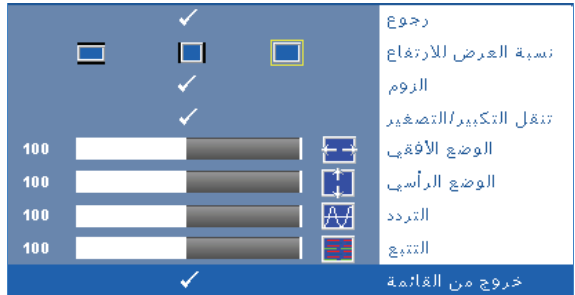 رجوع
نسبة العرض للارتفاع
الزوم
تنقل التكبير/التصغير
الوضع الأفقي 100
الوضع الرأسي 100
التردد 100
التتبع 100
خروج من القائمة